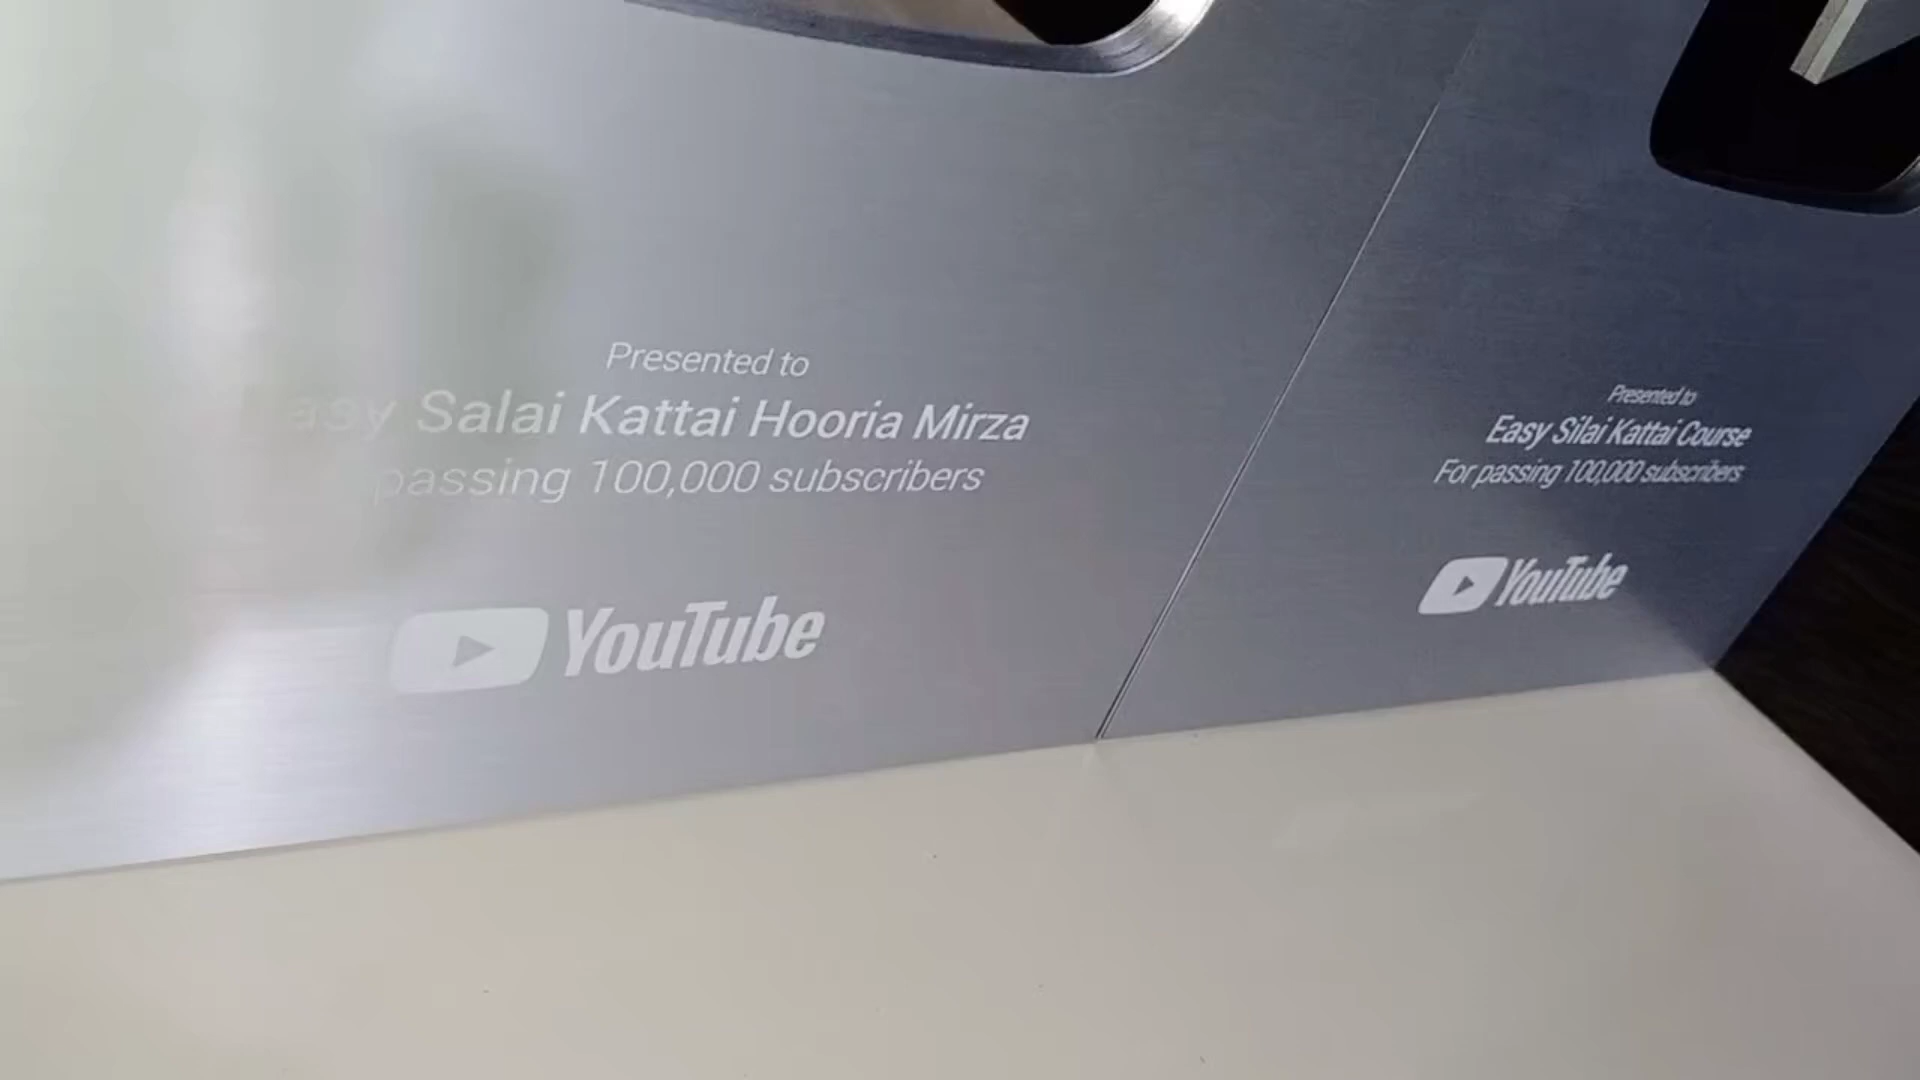 Presented to
Easy Salai Kattai Hooria Mirza
passing 100,000 subscribers
YouTube
Presented to
Easy Silai Kattai Course
For passing 100,000 subscribers
YouTube